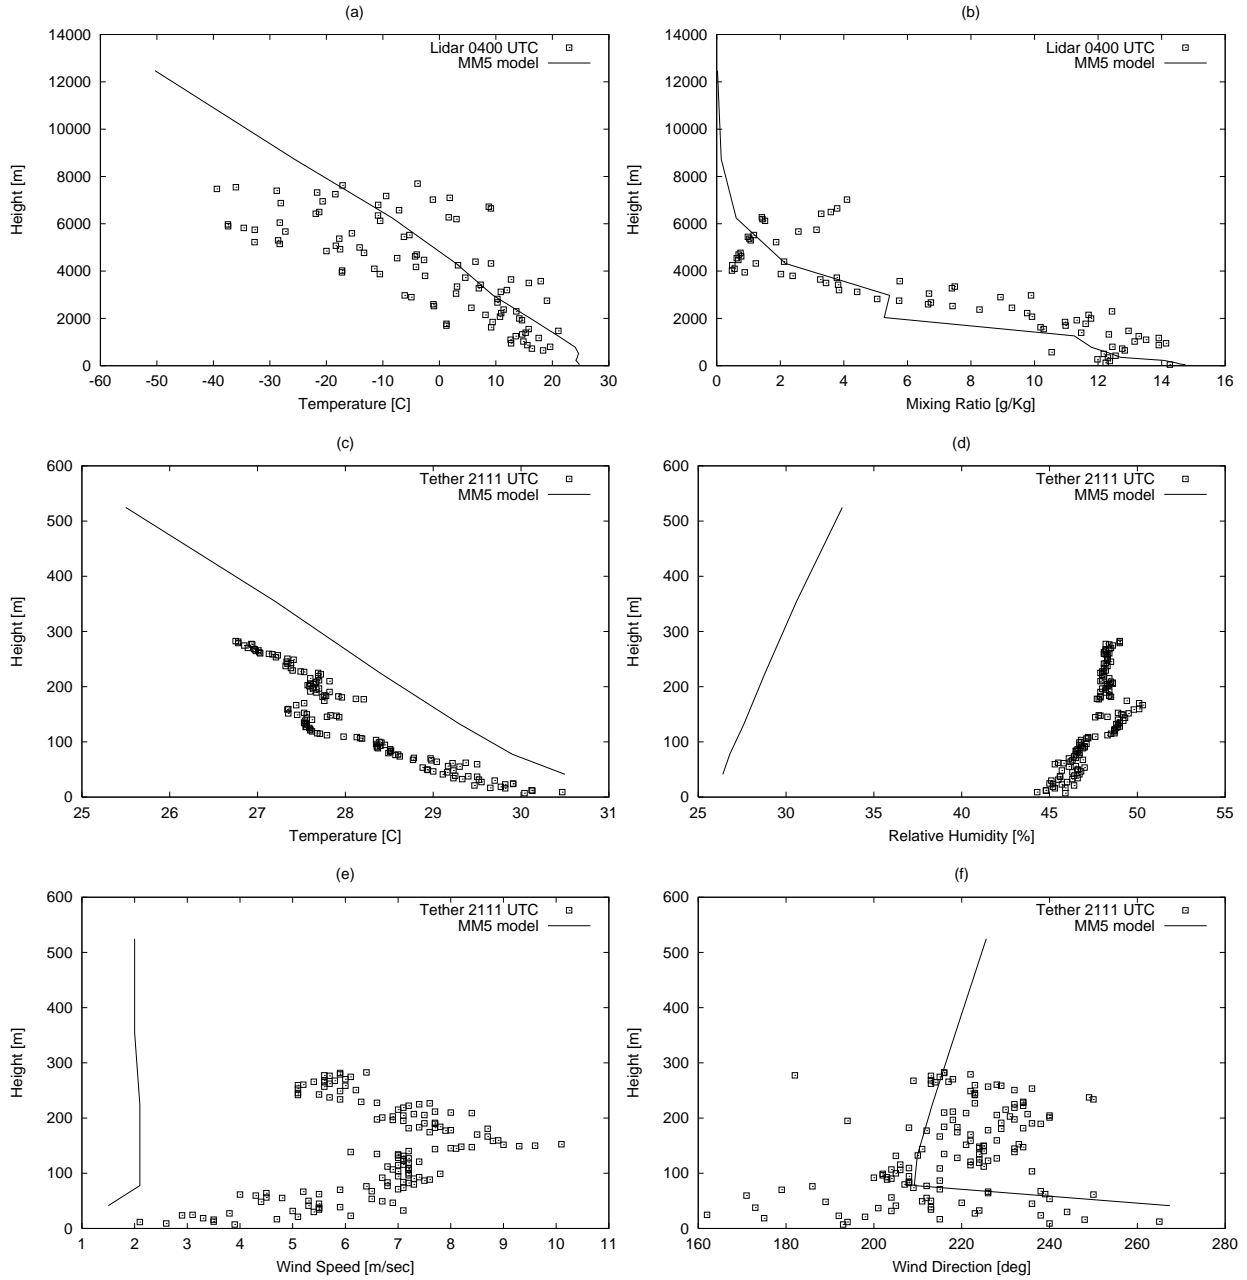 (a)
14000
12000
10000
8000
6000
4000
2000
0
Height [m]
-60 -50 -40 -30 -20 -10 0 10 20 30
Temperature [C]
Lidar 0400 UTC
MM5 model
(b)
14000
12000
10000
8000
6000
4000
2000
0
Height [m]
0 2 4 6 8 10 12 14 16
Mixing Ratio [g/Kg]
Lidar 0400 UTC
MM5 model
(c)
600
500
400
300
200
100
0
Height [m]
25 26 27 28 29 30 31
Temperature [C]
Tether 2111 UTC
MM5 model
(d)
600
500
400
300
200
100
0
Height [m]
25 30 35 40 45 50 55
Relative Humidity [%]
Tether 2111 UTC
MM5 model
(e)
600
500
400
300
200
100
0
Height [m]
1 2 3 4 5 6 7 8 9 10 11
Wind Speed [m/sec]
Tether 2111 UTC
MM5 model
(f)
600
500
400
300
200
100
0
Height [m]
160 180 200 220 240 260 280
Wind Direction [deg]
Tether 2111 UTC
MM5 model